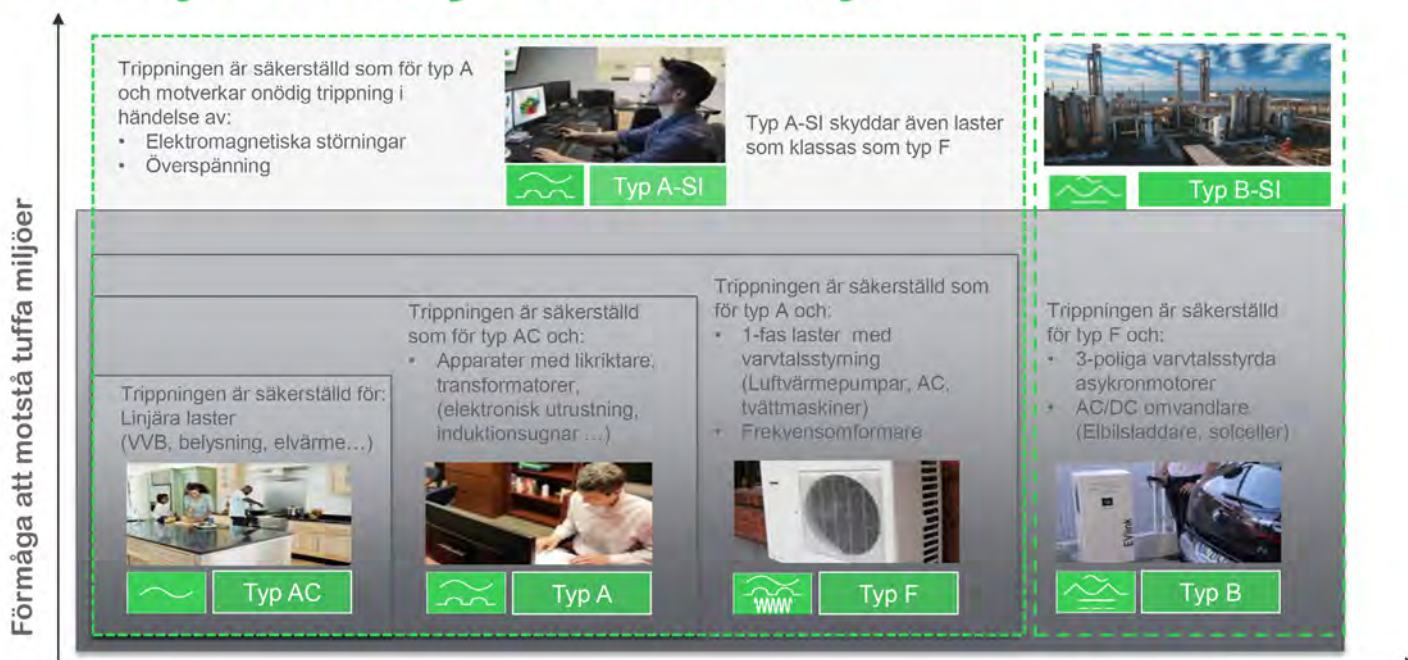 Förmåga att motstå tuffa miljöer
Trippningen är säkerställd som för typ A
och motverkar onödig trippning i
händelse av:
• Elektromagnetiska störningar
• Överspänning
Typ A-SI
Typ A-SI skyddar även laster
som klassas som typ F
Typ B-SI
Trippningen är säkerställd för:
Linjära laster
(VVB, belysning, elvärme…)
Typ AC
Trippningen är säkerställd
som för typ AC och:
• Apparater med likriktare,
transformatorer,
(elektronisk utrustning,
induktionsugnar …)
Typ A
Trippningen är säkerställd som
för typ A och:
• 1-fas laster med
varvtalsstyrning
(Luftvärmepumpar, AC,
tvättmaskiner)
• Frekvensomformare
Typ F
Trippningen är säkerställd
för typ F och:
• 3-poliga varvtalsstyrda
asykronmotorer
• AC/DC omvandlare
(Elbilsladdare, solceller)
EVlink
Typ B